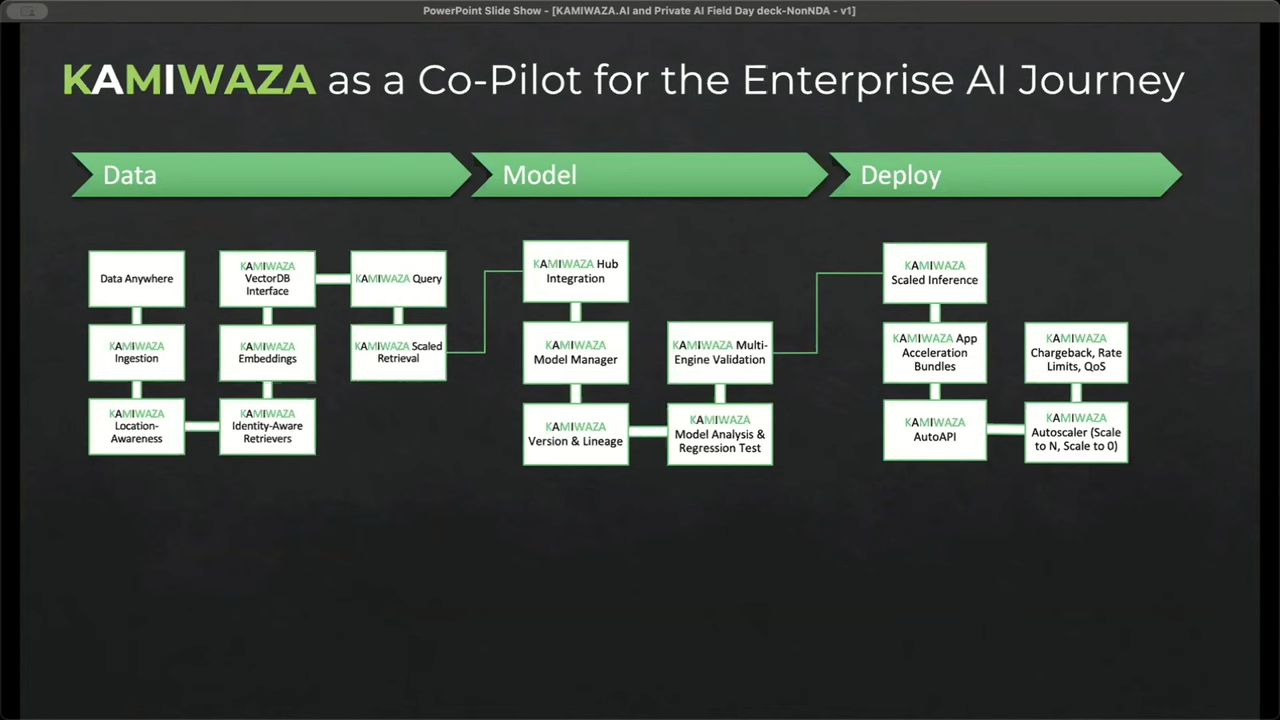 PowerPoint Slide Show - [KAMIWAZA.AI and Private AI Field Day deck-NonNDA - v1]
KAMIWAZA as a Co-Pilot for the Enterprise AI Journey
Data
Model
Deploy
Data Anywhere
KAMIWAZA
Ingestion
KAMIWAZA
Location-
Awareness
KAMIWAZA
VectorDB
Interface
KAMIWAZA
Embeddings
KAMIWAZA
Identity-Aware
Retrievers
KAMIWAZA Query
KAMIWAZA Scaled
Retrieval
KAMIWAZA Hub
Integration
KAMIWAZA
Model Manager
KAMIWAZA
Version & Lineage
KAMIWAZA Multi-
Engine Validation
KAMIWAZA
Model Analysis &
Regression Test
KAMIWAZA
Scaled Inference
KAMIWAZA App
Acceleration
Bundles
KAMIWAZA
AutoAPI
KAMIWAZA
Chargeback, Rate
Limits, QoS
KAMIWAZA
Autoscaler (Scale
to N, Scale to 0)